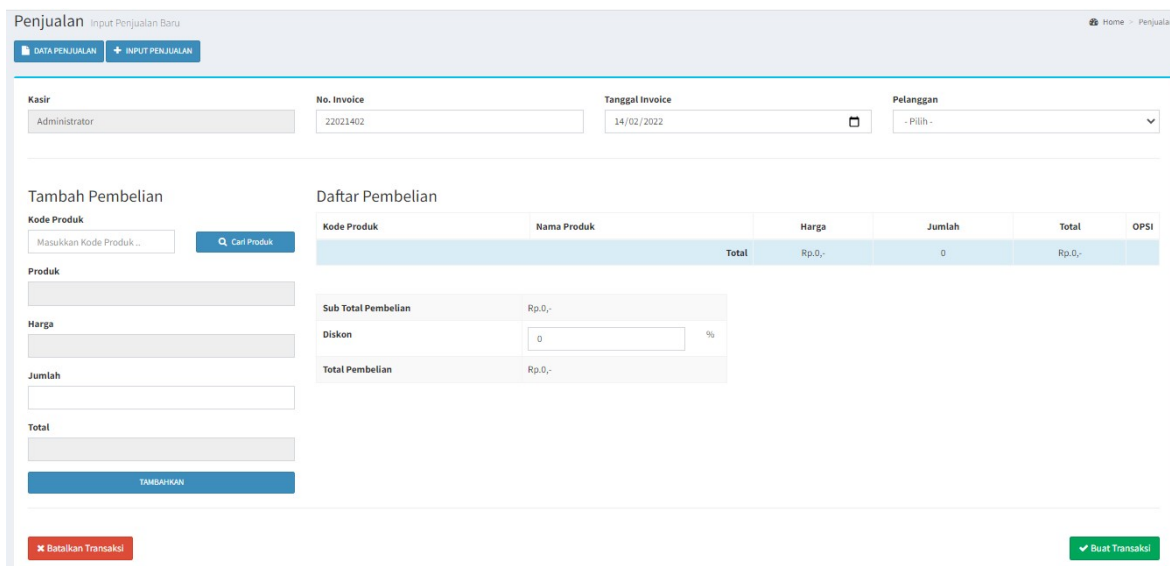 Penjualan Input Penjualan Baru
Home > Penjuala
DATA PENJUALAN + INPUT PENJUALAN
Kasir No. Invoice Tanggal Invoice Pelanggan
Administrator 22021402 14/02/2022 - Pilih -
Tambah Pembelian
Kode Produk
Masukkan Kode Produk .. Cari Produk
Produk
Harga
Jumlah
Total
TAMBAHKAN
Daftar Pembelian
Kode Produk Nama Produk Harga Jumlah Total OPSI
Total Rp.0,- 0 Rp.0,-
Sub Total Pembelian Rp.0,-
Diskon 0 %
Total Pembelian Rp.0,-
Batalkan Transaksi Buat Transaksi